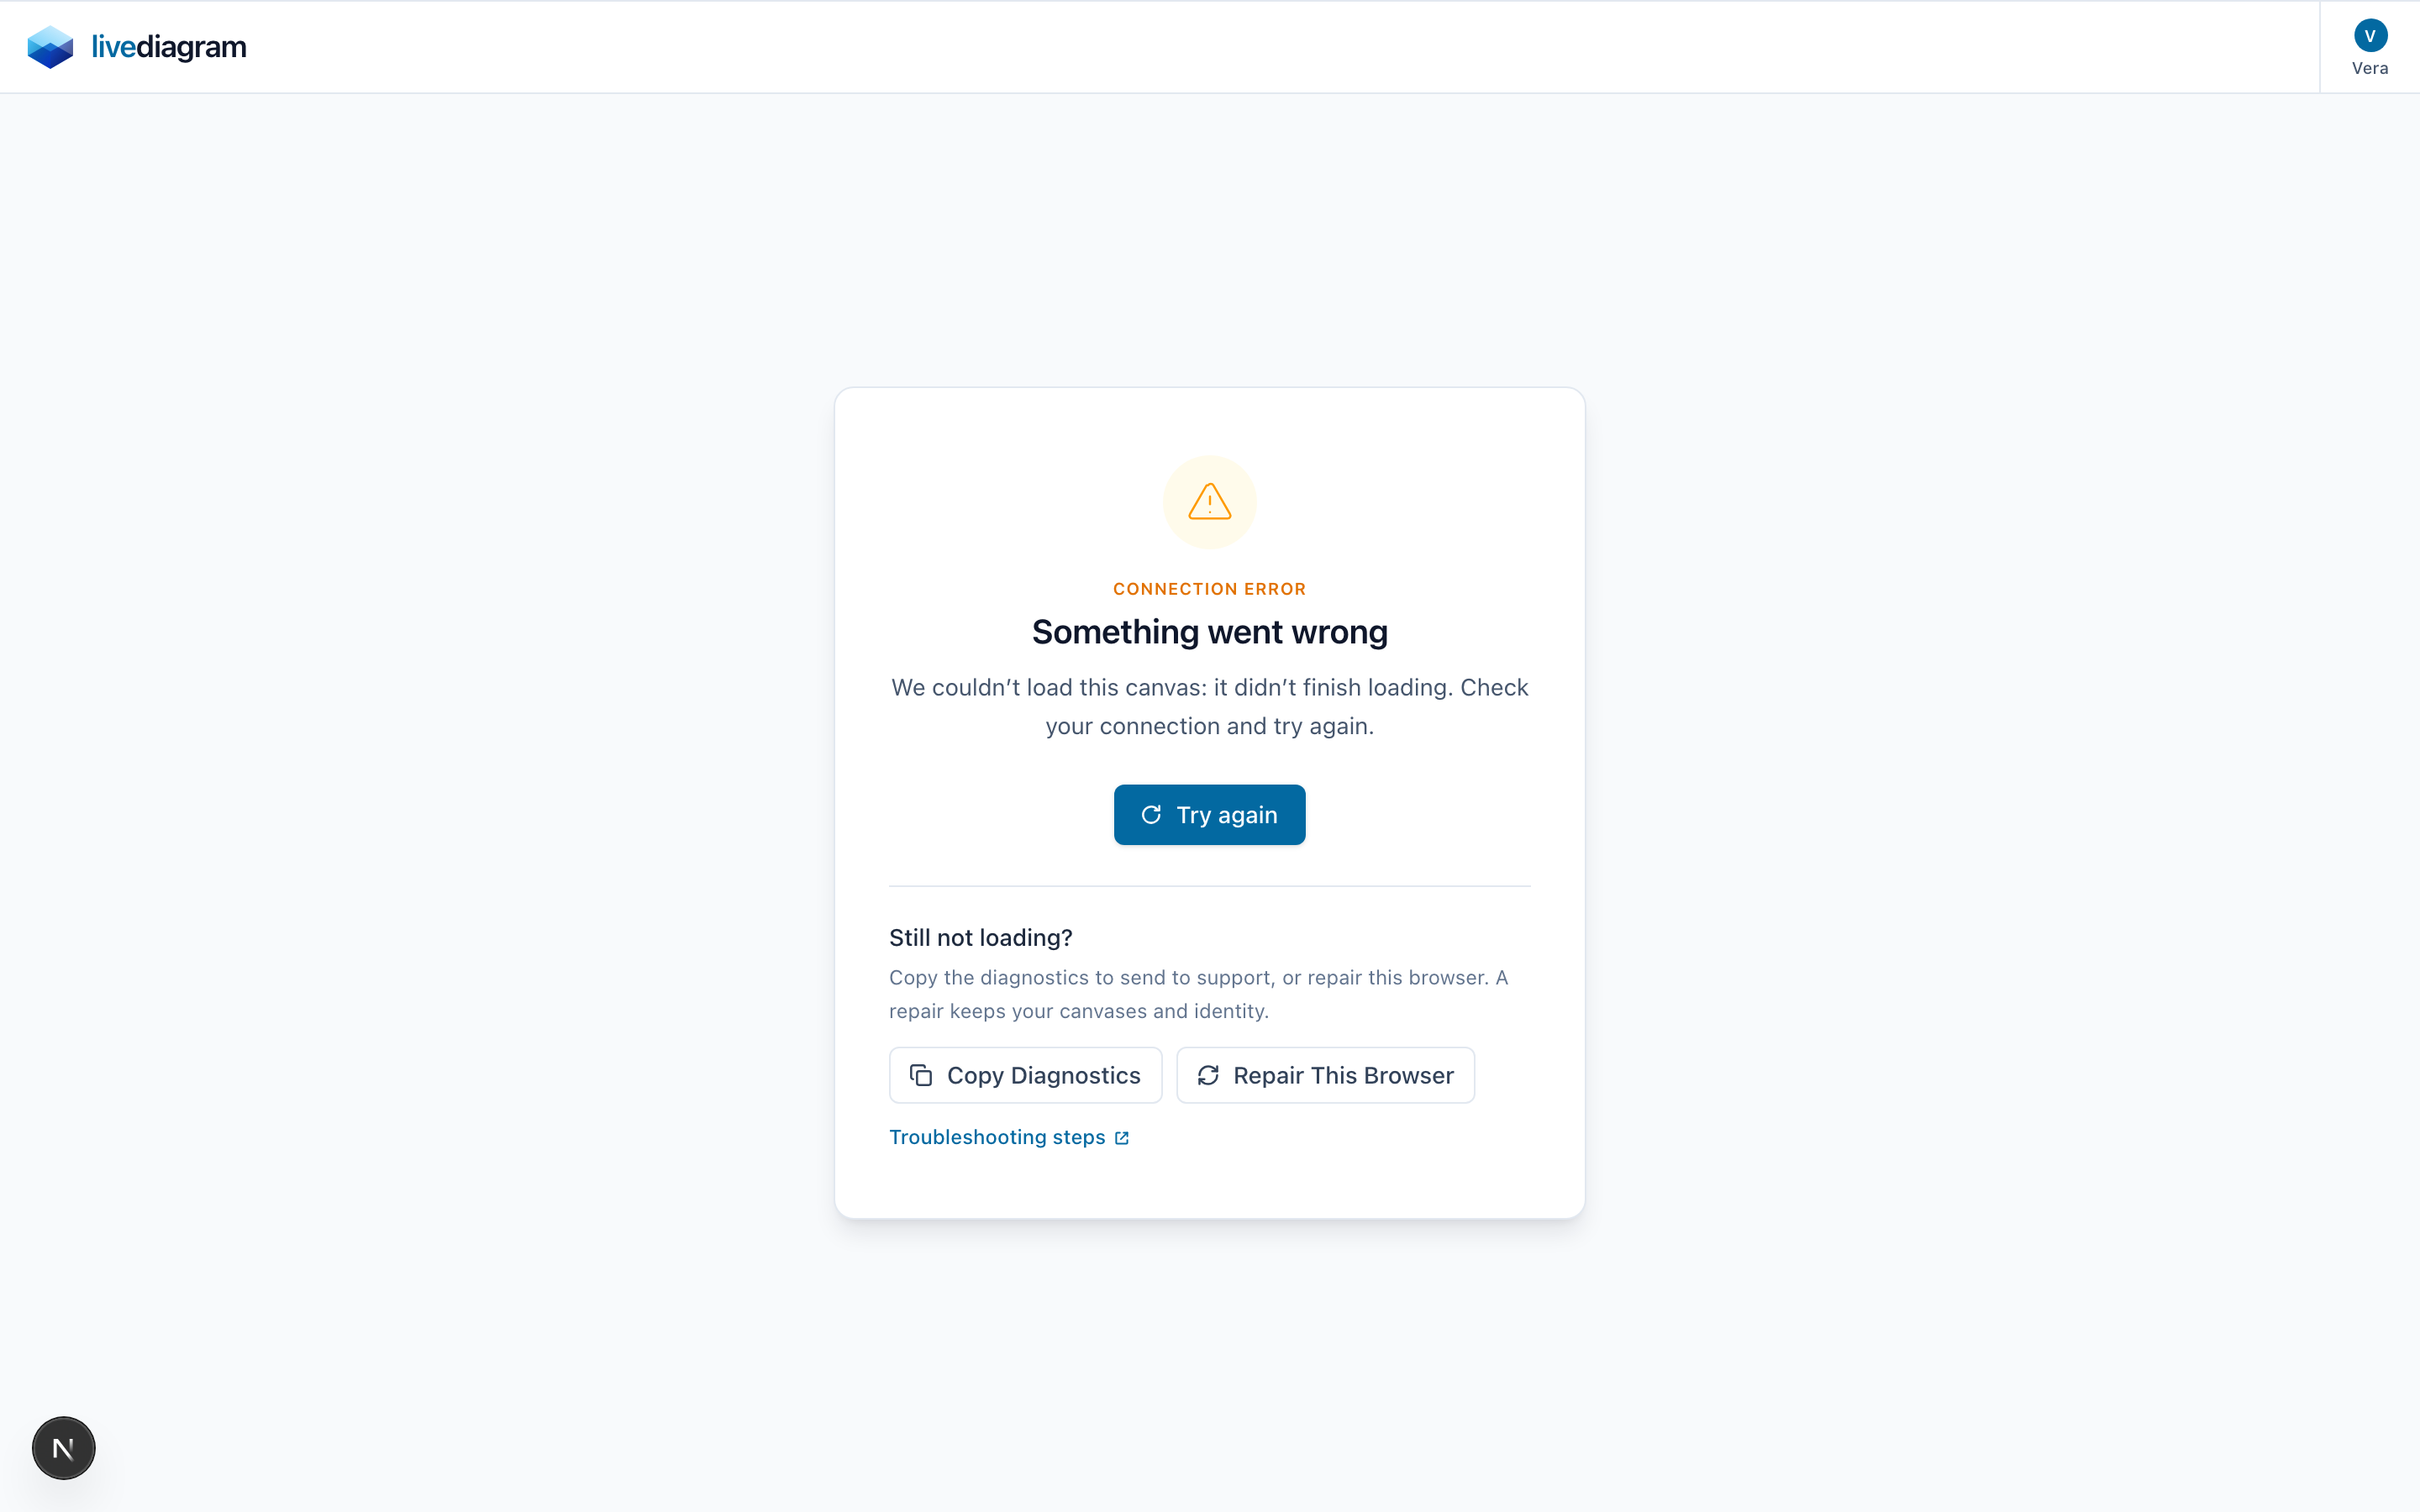 livediagram
V
Vera
CONNECTION ERROR
Something went wrong
We couldn’t load this canvas: it didn’t finish loading. Check
your connection and try again.
Try again
Still not loading?
Copy the diagnostics to send to support, or repair this browser. A
repair keeps your canvases and identity.
Copy Diagnostics
Repair This Browser
Troubleshooting steps
N